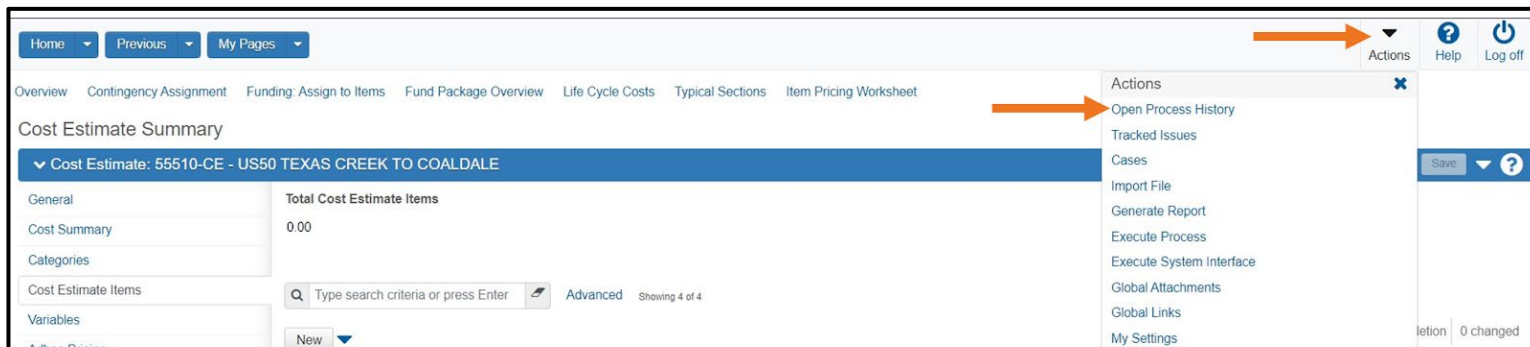 Home Previous My Pages
Actions Help Log off
Overview Contingency Assignment Funding: Assign to Items Fund Package Overview Life Cycle Costs Typical Sections Item Pricing Worksheet
Actions
Open Process History
Tracked Issues
Cases
Import File
Generate Report
Execute Process
Execute System Interface
Global Attachments
Global Links
My Settings
Cost Estimate Summary
Cost Estimate: 55510-CE - US50 TEXAS CREEK TO COALDALE
Save
General
Cost Summary
Categories
Cost Estimate Items
Variables
Total Cost Estimate Items
0.00
Type search criteria or press Enter Advanced Showing 4 of 4
New
0 changed